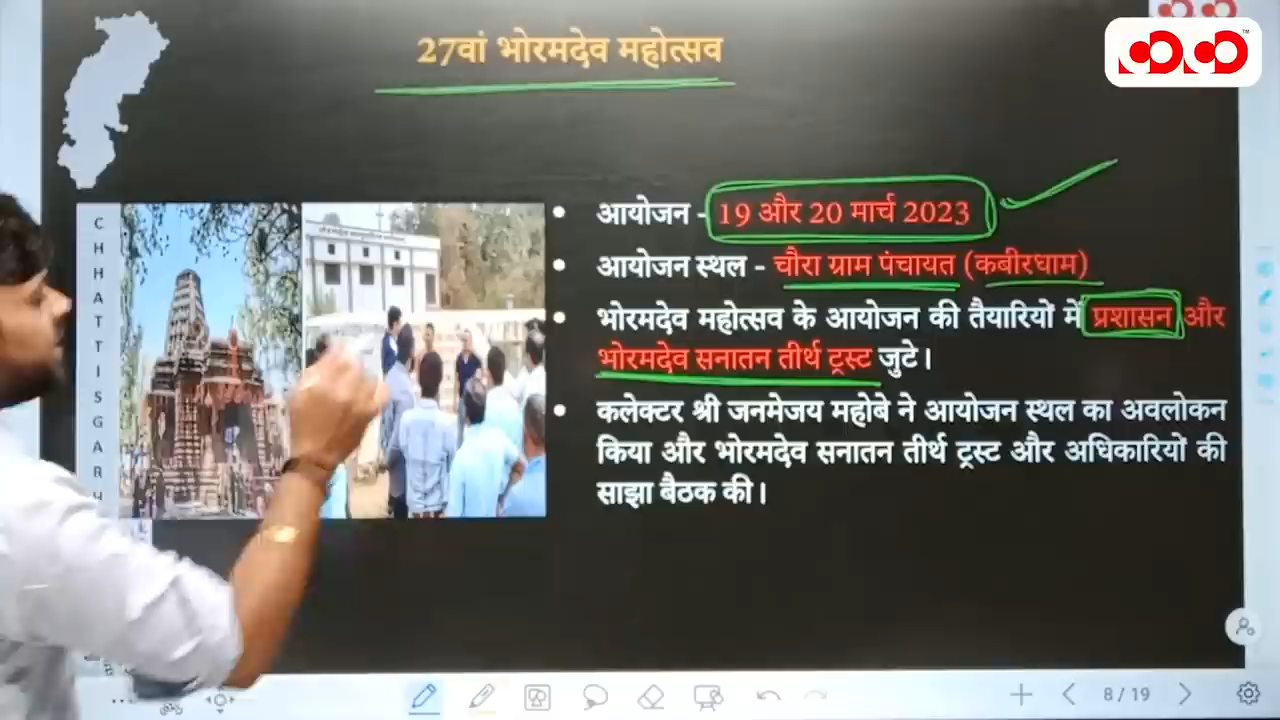 27वां भोरमदेव महोत्सव
CHHATTISGARH
• आयोजन - 19 और 20 मार्च 2023
• आयोजन स्थल - चौरा ग्राम पंचायत (कबीरधाम)
• भोरमदेव महोत्सव के आयोजन की तैयारियों में प्रशासन और
भोरमदेव सनातन तीर्थ ट्रस्ट जुटे।
• कलेक्टर श्री जनमेजय महोबे ने आयोजन स्थल का अवलोकन
किया और भोरमदेव सनातन तीर्थ ट्रस्ट और अधिकारियों की
साझा बैठक की।
8 / 19